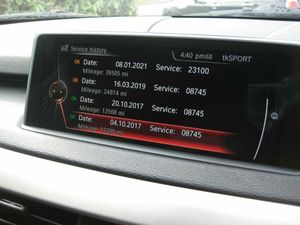 Service history
4:40 pm tkSPORT
OK Date: 08.01.2021 Service: 23100
Mileage: 39585 mi
OK Date: 16.03.2019 Service: 08745
Mileage: 24814 mi
OK Date: 20.10.2017 Service: 08745
Mileage: 12568 mi
OK Date: 04.10.2017 Service: 08745